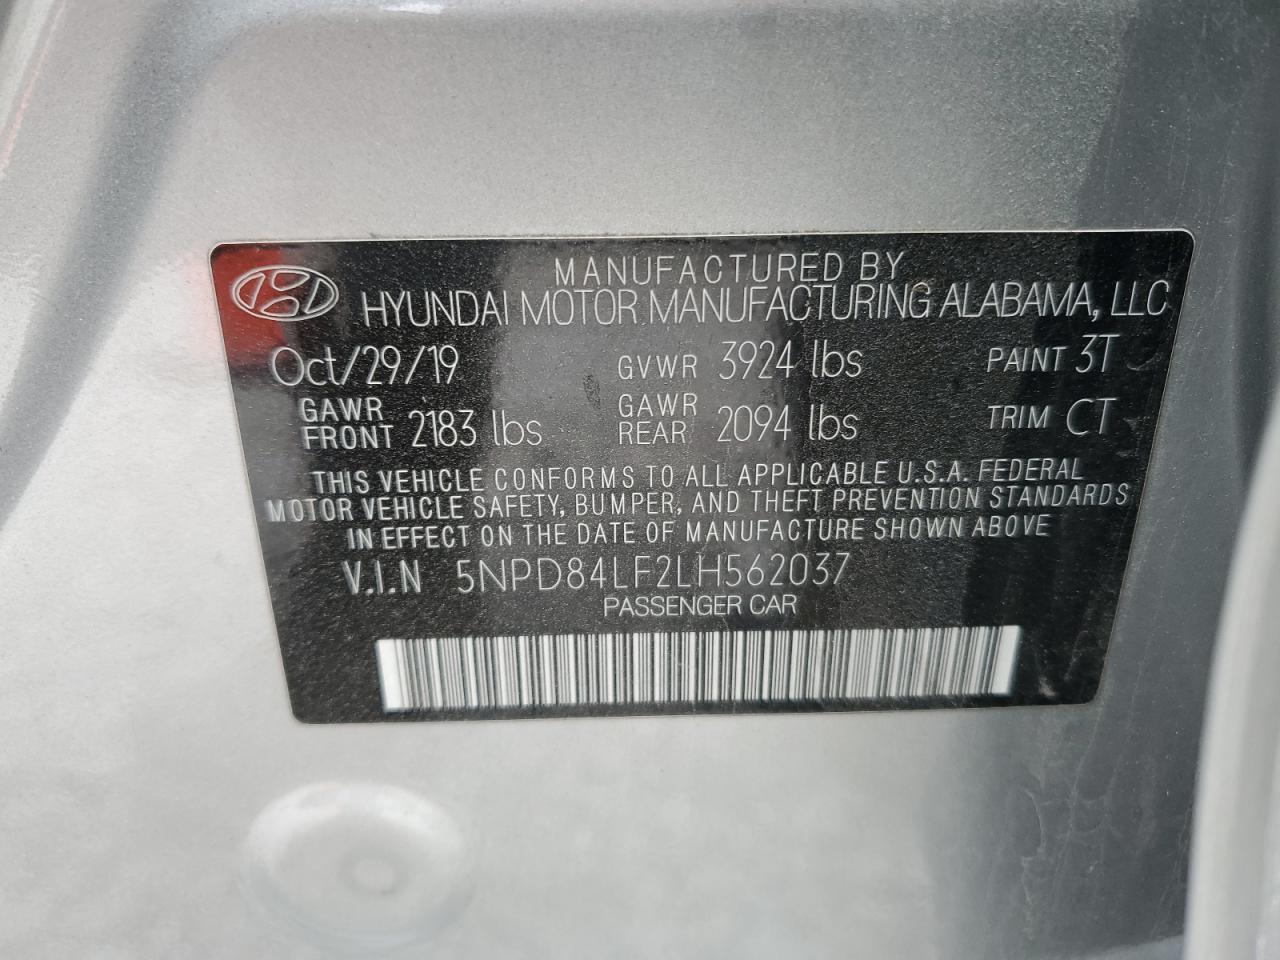 MANUFACTURED BY
HYUNDAI MOTOR MANUFACTURING ALABAMA, LLC
Oct/29/19 GVWR 3924 lbs PAINT 3T
GAWR FRONT 2183 lbs GAWR REAR 2094 lbs TRIM CT
THIS VEHICLE CONFORMS TO ALL APPLICABLE U.S.A. FEDERAL
MOTOR VEHICLE SAFETY, BUMPER, AND THEFT PREVENTION STANDARDS
IN EFFECT ON THE DATE OF MANUFACTURE SHOWN ABOVE
V.I.N 5NPD84LF2LH562037
PASSENGER CAR